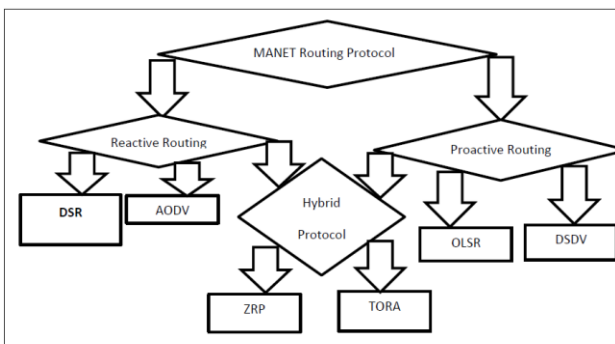 MANET Routing Protocol
Reactive Routing
Proactive Routing
DSR
AODV
Hybrid
Protocol
OLSR
DSDV
ZRP
TORA